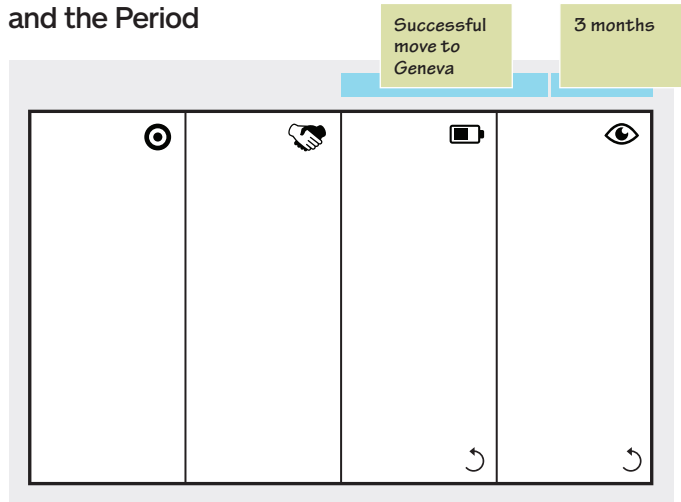 and the Period
Successful
move to
Geneva
3 months